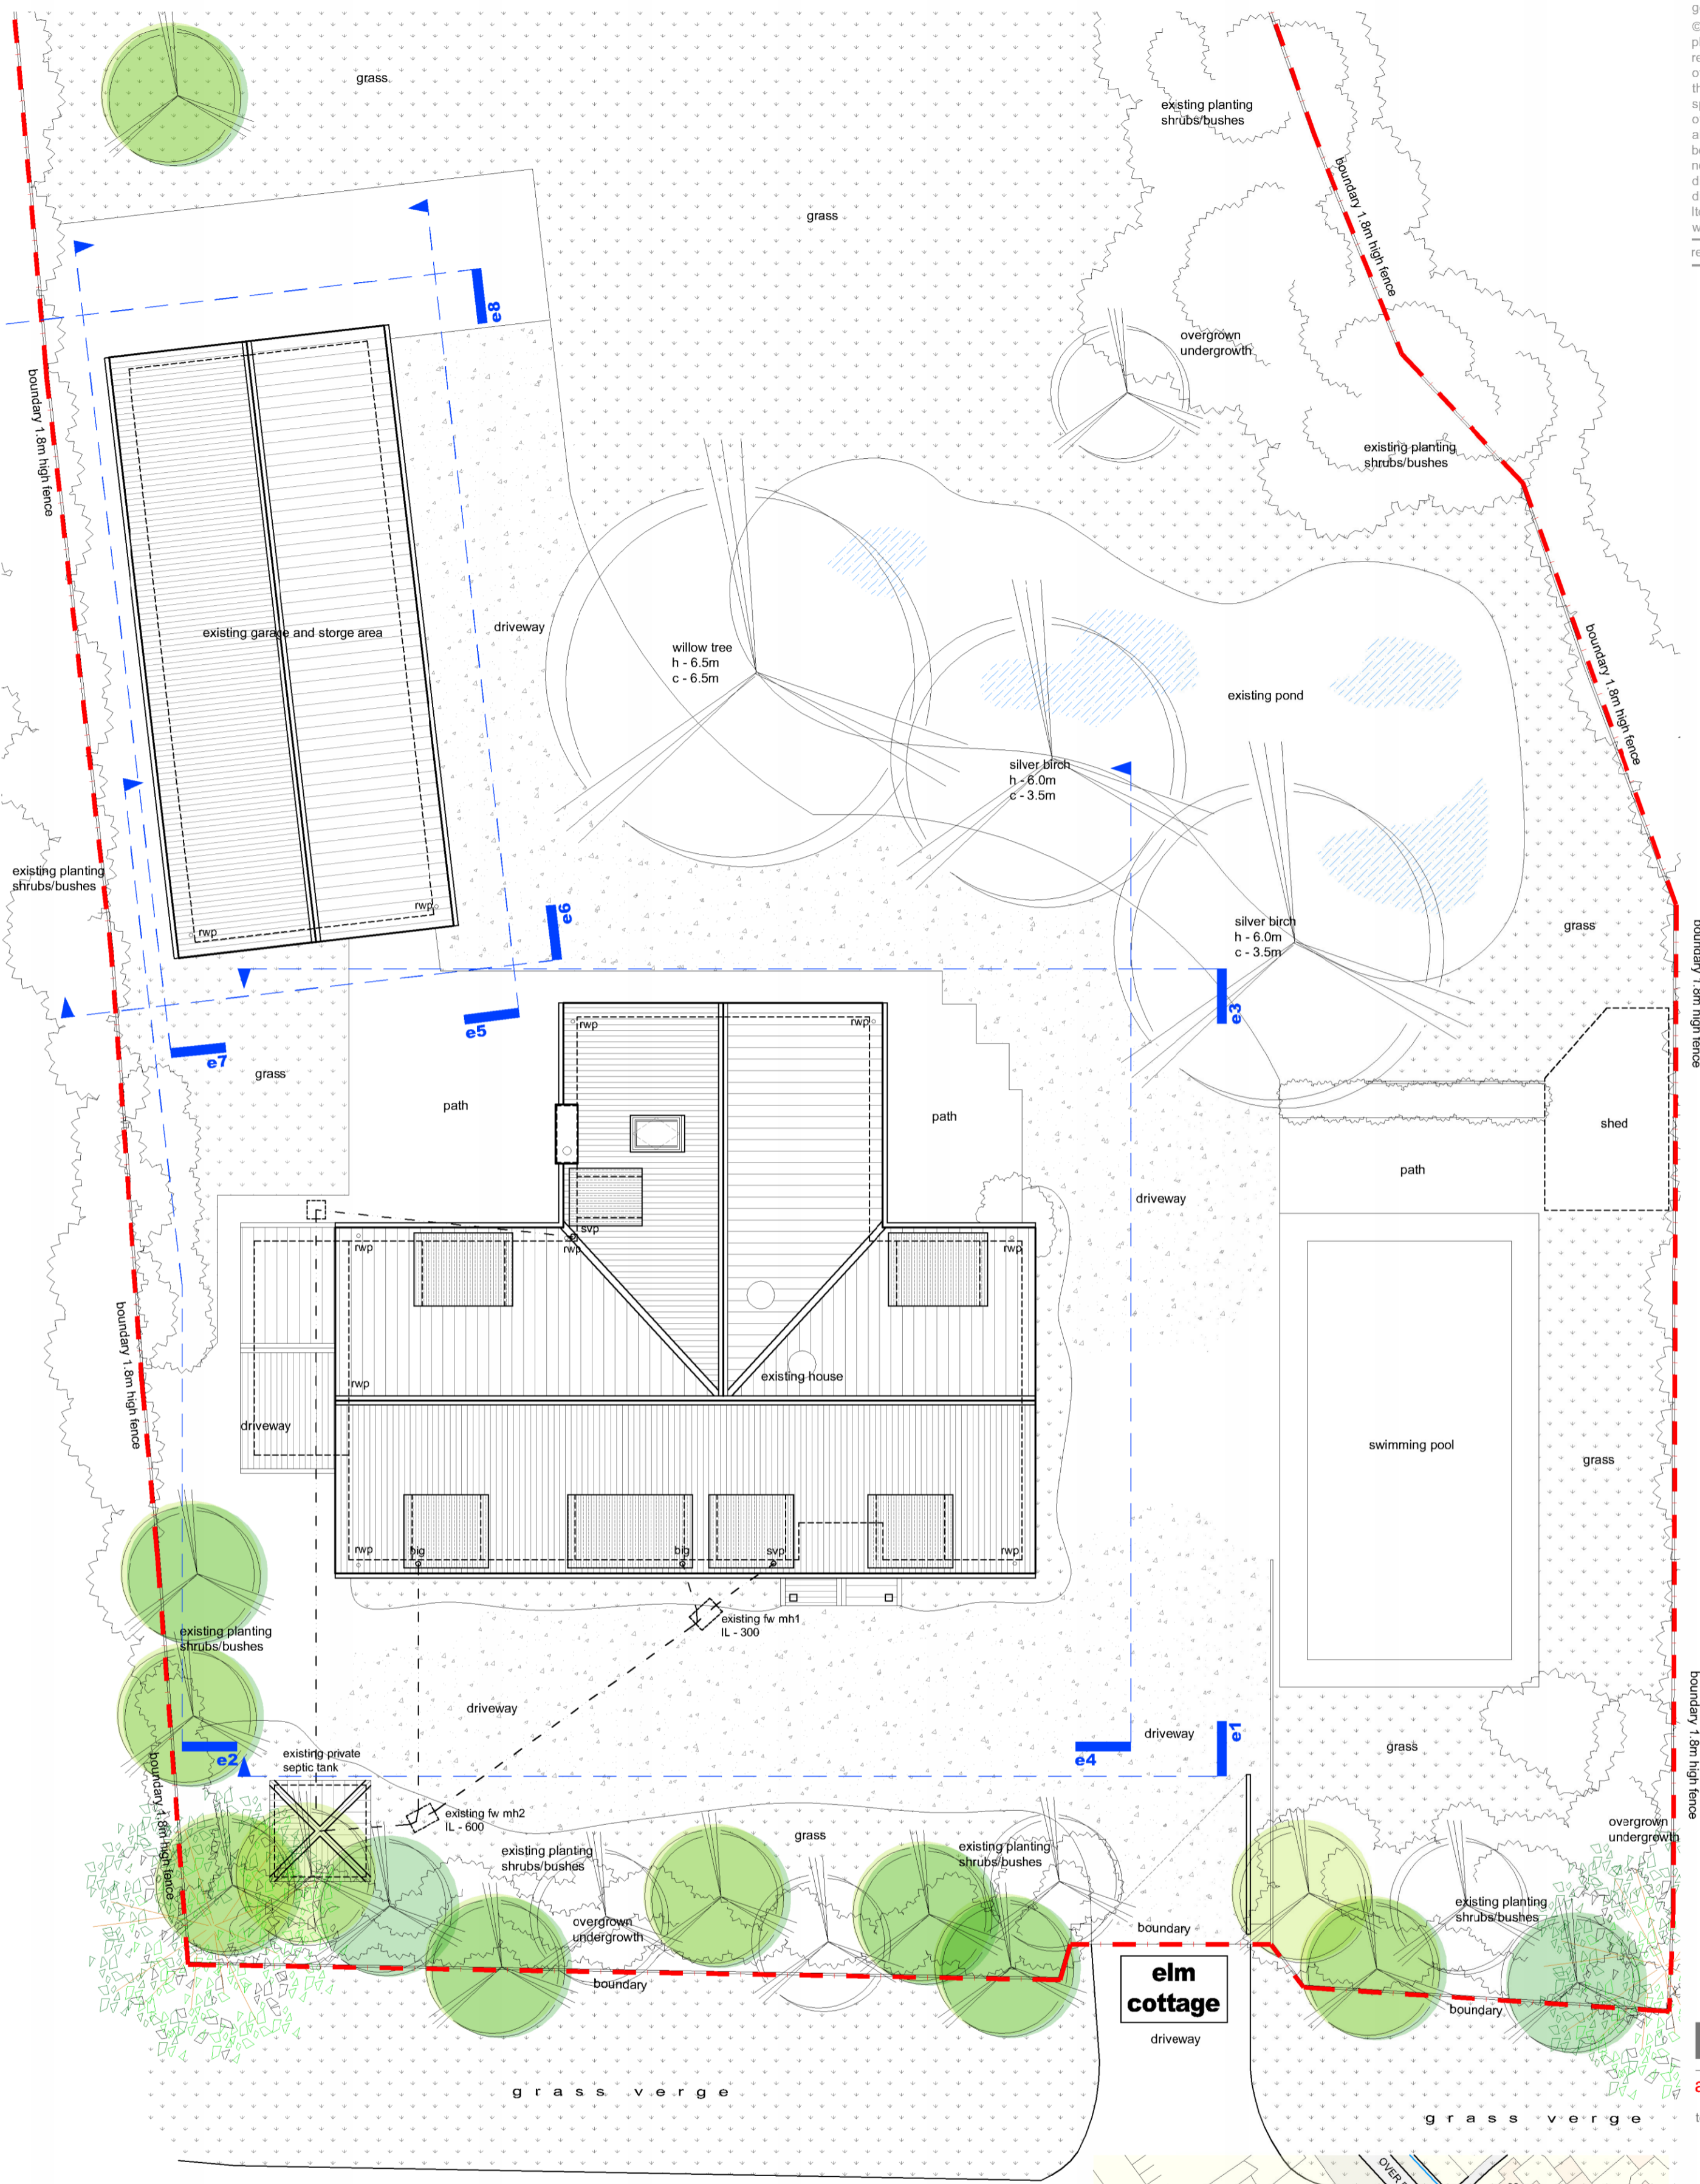 grass
existing planting
shrubs/bushes
boundary 1.8m high fence
grass
e8
overgrown
undergrowth
boundary 1.8m high fence
existing planting
shrubs/bushes
existing garage and storge area
driveway
willow tree
h - 6.5m
c - 6.5m
boundary 1.8m high fence
existing pond
silver birch
h - 6.0m
c - 3.5m
existing planting
shrubs/bushes
rwp
rwp
e6
silver birch
h - 6.0m
c - 3.5m
grass
boundary 1.8m high fence
e3
e5
rwp
rwp
e7
grass
path
path
shed
path
driveway
svp
rwp
rwp
rwp
boundary 1.8m high fence
existing house
rwp
driveway
swimming pool
grass
rwp
big
big
svp
rwp
existing fw mh1
IL - 300
existing planting
shrubs/bushes
driveway
driveway
e1
boundary 1.8m high fence
grass
e2
e4
existing private
septic tank
boundary 1.8m high fence
existing fw mh2
IL - 600
grass
overgrown
undergrowth
existing planting
shrubs/bushes
existing planting
shrubs/bushes
existing planting
shrubs/bushes
overgrown
undergrowth
boundary
boundary
elm
cottage
boundary
driveway
grass verge
grass verge
OVER